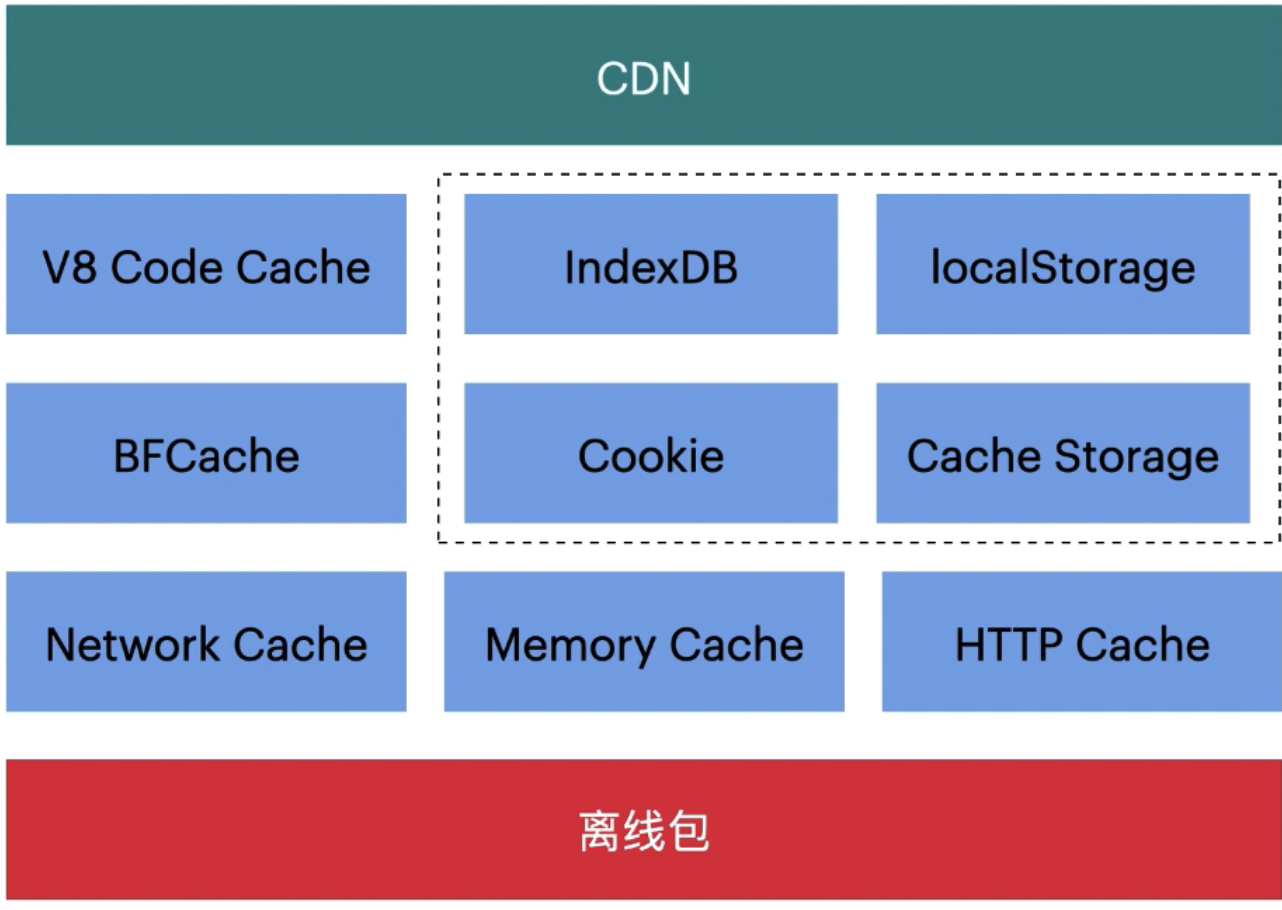 CDN
V8 Code Cache
IndexDB
localStorage
BFCache
Cookie
Cache Storage
Network Cache
Memory Cache
HTTP Cache
离线包